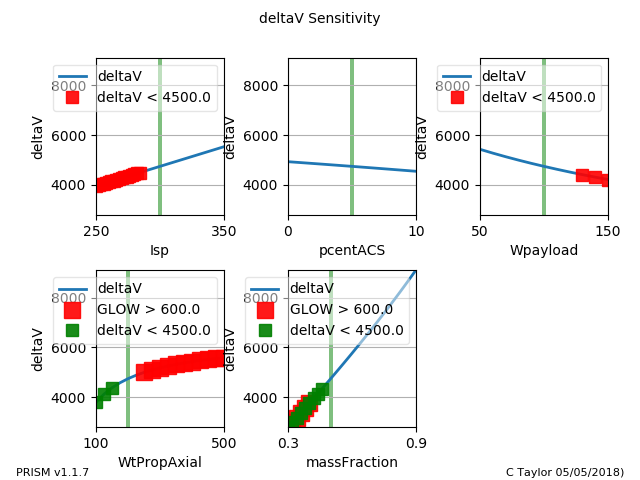 deltaV Sensitivity
deltaV
8000
6000
4000
deltaV
deltaV < 4500.0
250
350
Isp
deltaV
8000
6000
4000
0
10
pcentACS
deltaV
8000
6000
4000
deltaV
deltaV < 4500.0
50
150
Wpayload
deltaV
8000
6000
4000
deltaV
GLOW > 600.0
deltaV < 4500.0
100
500
WtPropAxial
deltaV
8000
6000
4000
deltaV
GLOW > 600.0
deltaV < 4500.0
0.3
0.9
massFraction
PRISM v1.1.7
C Taylor 05/05/2018)